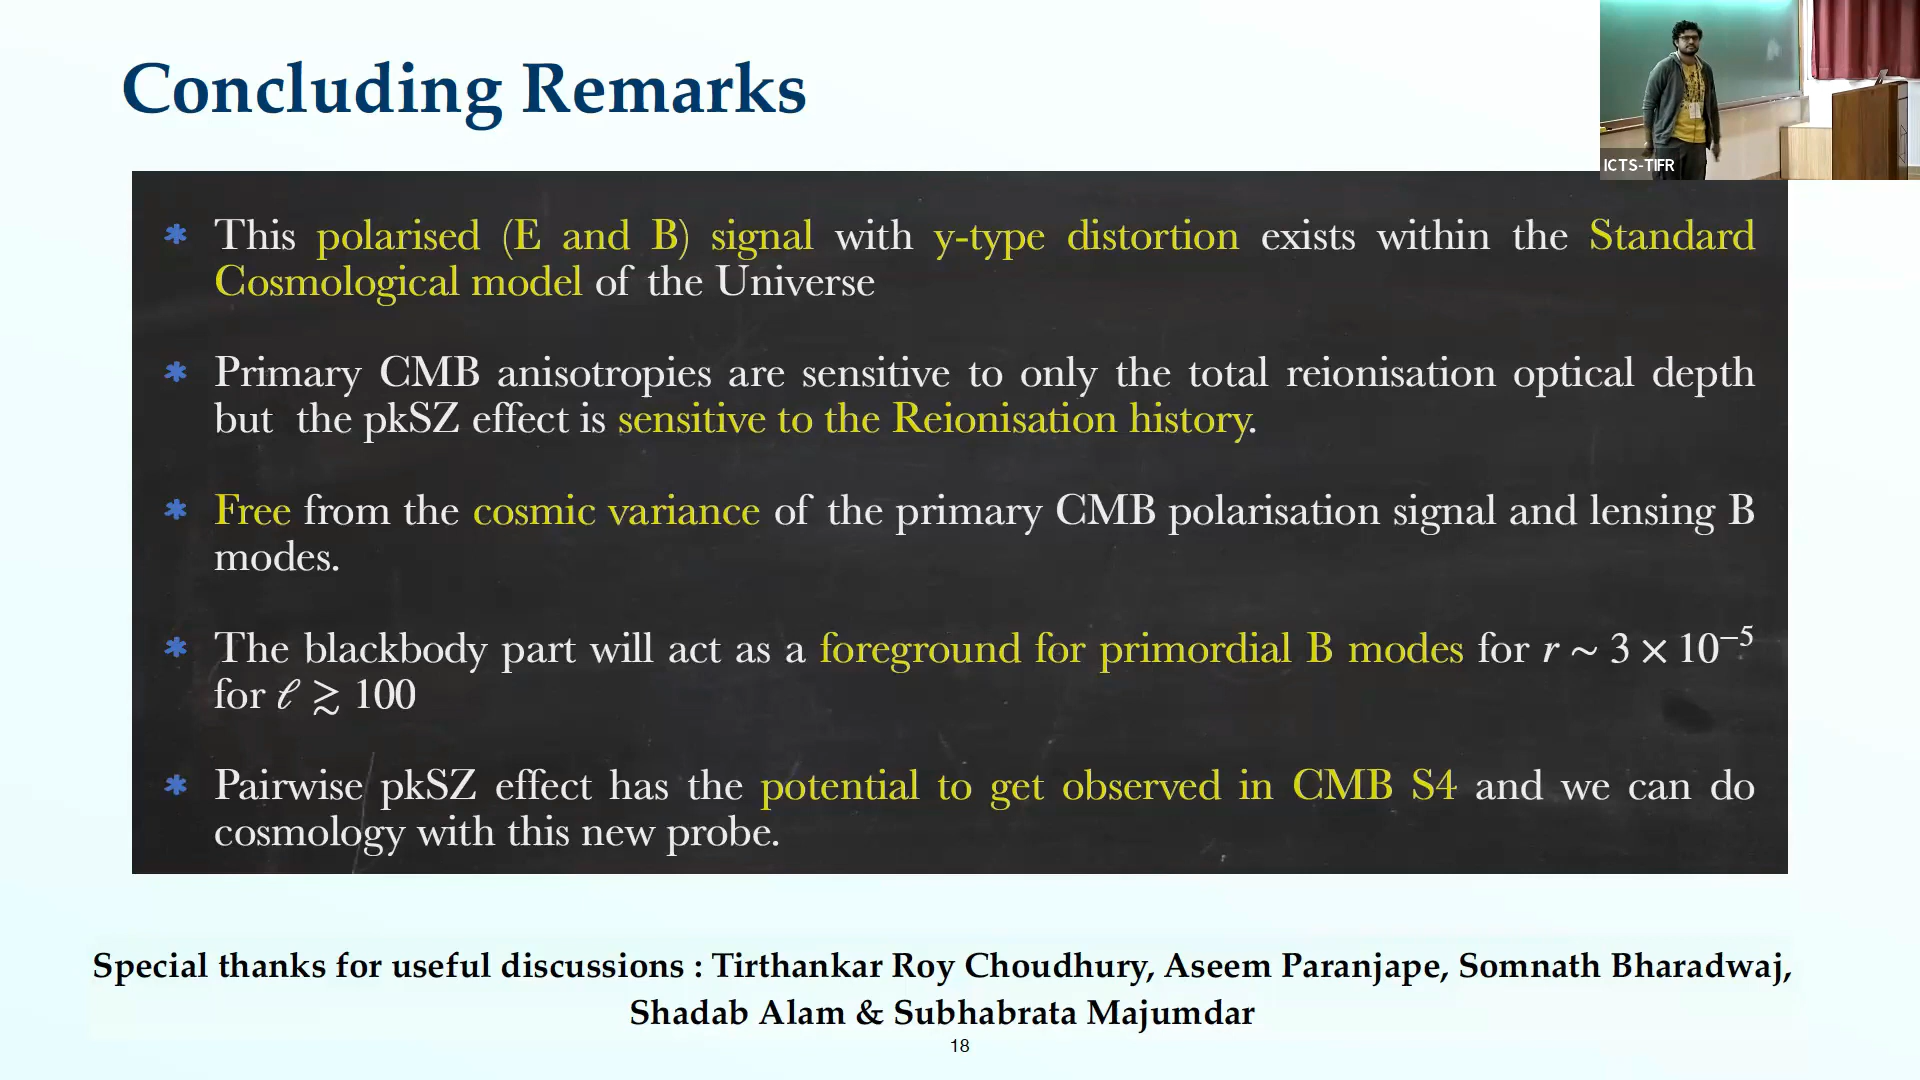 Concluding Remarks
ICTS-TIFR
* This polarised (E and B) signal with y-type distortion exists within the Standard
Cosmological model of the Universe
* Primary CMB anisotropies are sensitive to only the total reionisation optical depth
but the pkSZ effect is sensitive to the Reionisation history.
* Free from the cosmic variance of the primary CMB polarisation signal and lensing B
modes.
* The blackbody part will act as a foreground for primordial B modes for r ~ 3 × 10⁻⁵
for ℓ ≳ 100
* Pairwise pkSZ effect has the potential to get observed in CMB S4 and we can do
cosmology with this new probe.
Special thanks for useful discussions : Tirthankar Roy Choudhury, Aseem Paranjape, Somnath Bharadwaj,
Shadab Alam & Subhabrata Majumdar
18